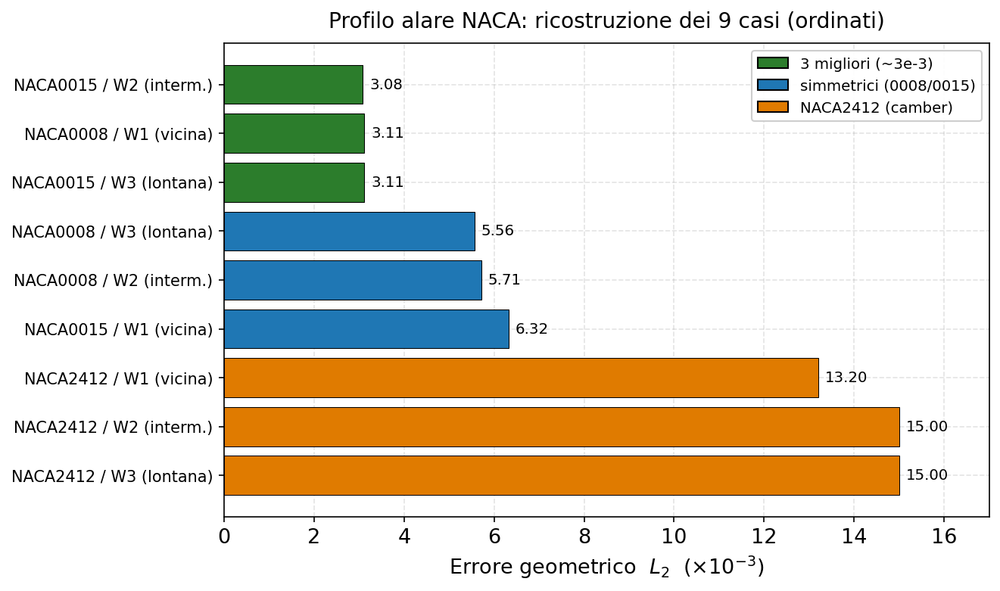 Profilo alare NACA: ricostruzione dei 9 casi (ordinati)
3 migliori (~3e-3)
simmetrici (0008/0015)
NACA2412 (camber)
NACA0015 / W2 (interm.) 3.08
NACA0008 / W1 (vicina) 3.11
NACA0015 / W3 (lontana) 3.11
NACA0008 / W3 (lontana) 5.56
NACA0008 / W2 (interm.) 5.71
NACA0015 / W1 (vicina) 6.32
NACA2412 / W1 (vicina) 13.20
NACA2412 / W2 (interm.) 15.00
NACA2412 / W3 (lontana) 15.00
0 2 4 6 8 10 12 14 16
Errore geometrico L₂ (×10⁻³)